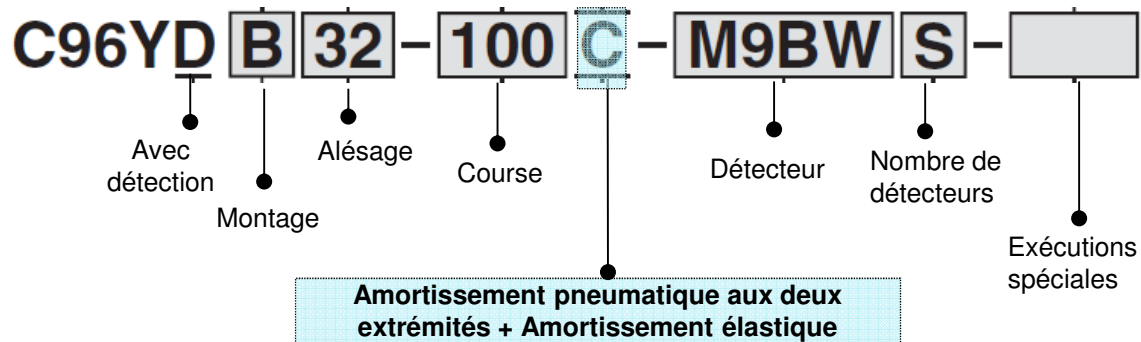 C96YD B 32 - 100 C - M9BW S -
Avec
détection
Montage
Alésage
Course
Détecteur
Nombre de
détecteurs
Exécutions
spéciales
Amortissement pneumatique aux deux
extrémités + Amortissement élastique